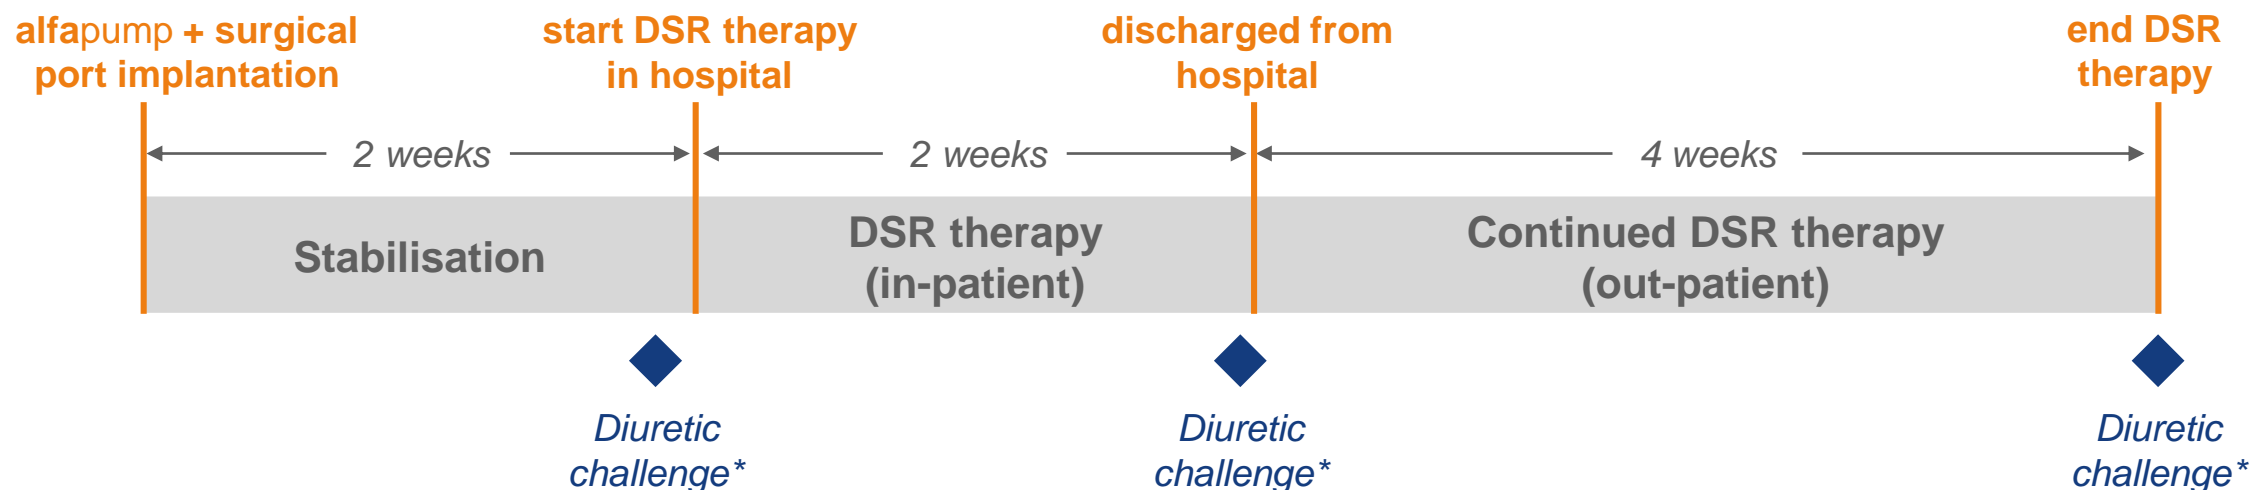 alfapump + surgical
port implantation
start DSR therapy
in hospital
discharged from
hospital
end DSR
therapy
2 weeks
2 weeks
4 weeks
Stabilisation
DSR therapy
(in-patient)
Continued DSR therapy
(out-patient)
Diuretic
challenge*
Diuretic
challenge*
Diuretic
challenge*